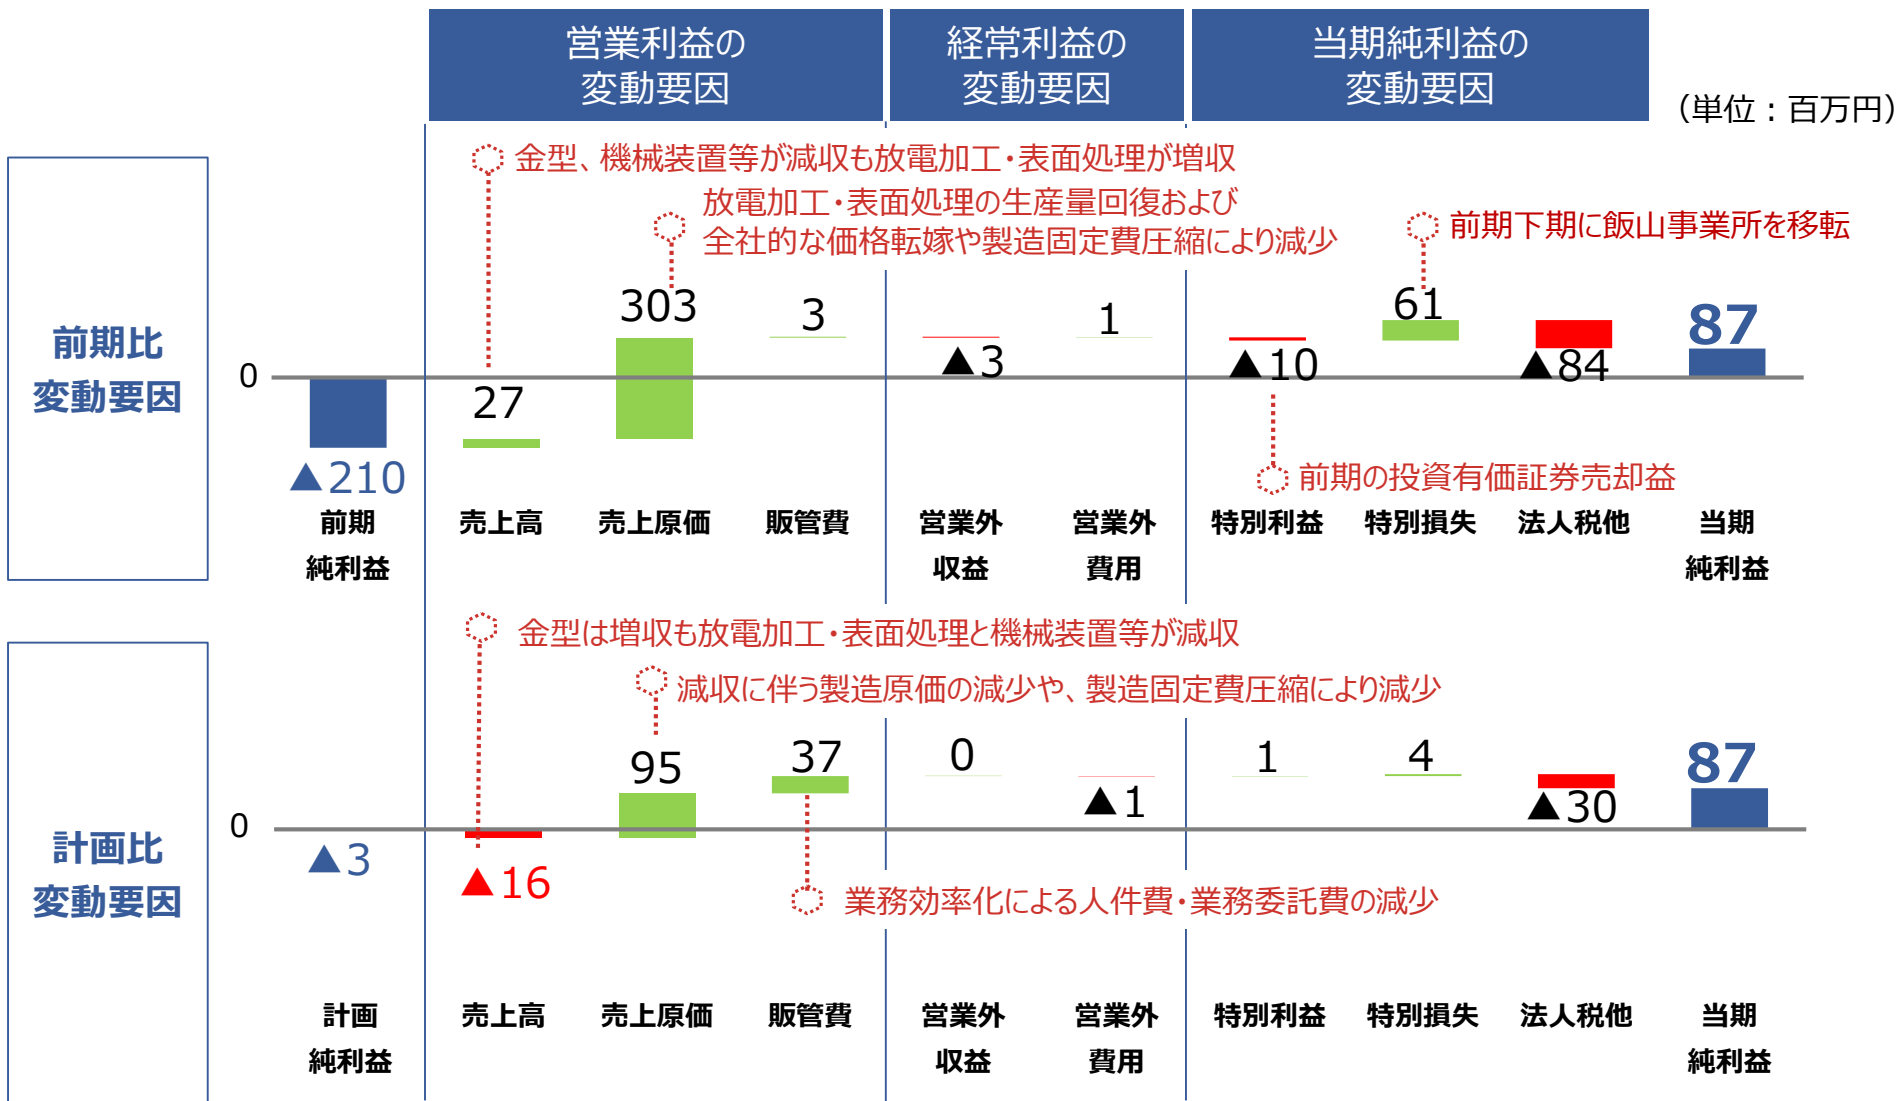 営業利益の
変動要因
経常利益の
変動要因
当期純利益の
変動要因
（単位：百万円）
前期比
変動要因
金型、機械装置等が減収も放電加工・表面処理が増収
放電加工・表面処理の生産量回復および
全社的な価格転嫁や製造固定費圧縮により減少
前期下期に飯山事業所を移転
0
▲210
27
303
3
▲3
1
▲10
61
▲84
87
前期の投資有価証券売却益
前期
純利益
売上高
売上原価
販管費
営業外
収益
営業外
費用
特別利益
特別損失
法人税他
当期
純利益
計画比
変動要因
金型は増収も放電加工・表面処理と機械装置等が減収
減収に伴う製造原価の減少や、製造固定費圧縮により減少
0
▲3
▲16
95
37
0
▲1
1
4
▲30
87
業務効率化による人件費・業務委託費の減少
計画
純利益
売上高
売上原価
販管費
営業外
収益
営業外
費用
特別利益
特別損失
法人税他
当期
純利益